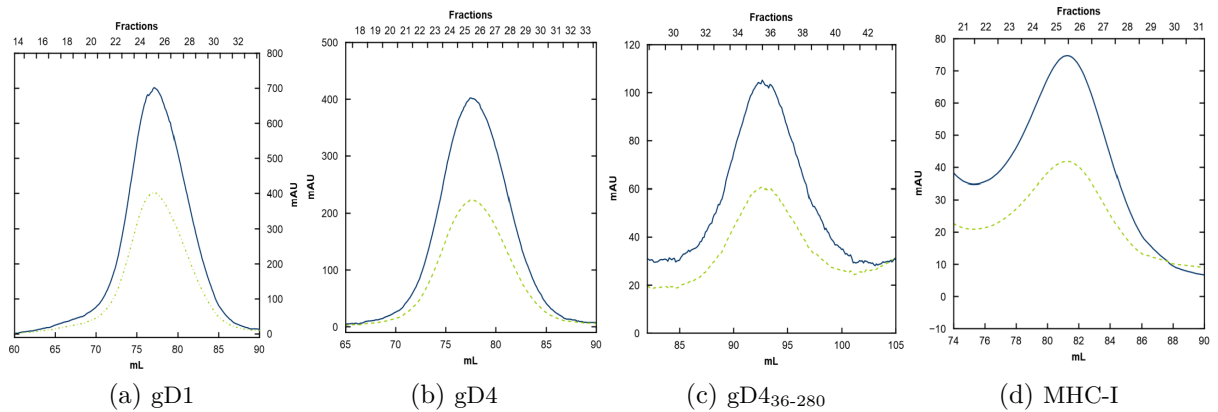 Fractions
14 16 18 20 22 24 26 28 30 32
800
700
600
500
400
300
200
100
0
mAU
60 75 70 75 80 85 90
mL
(a) gD1
Fractions
18 19 20 21 22 23 24 25 26 27 28 29 30 31 32 33
500
400
300
200
100
0
mAU
65 70 75 80 85 90
mL
(b) gD4
Fractions
30 32 34 36 38 40 42
120
100
80
60
40
20
0
mAU
85 90 95 100 105
mL
(c) gD4₃₆₋₂₈₀
Fractions
21 22 23 24 25 26 27 28 29 30 31
80
70
60
50
40
30
20
10
0
−10
mAU
74 76 78 80 82 84 86 88 90
mL
(d) MHC-I